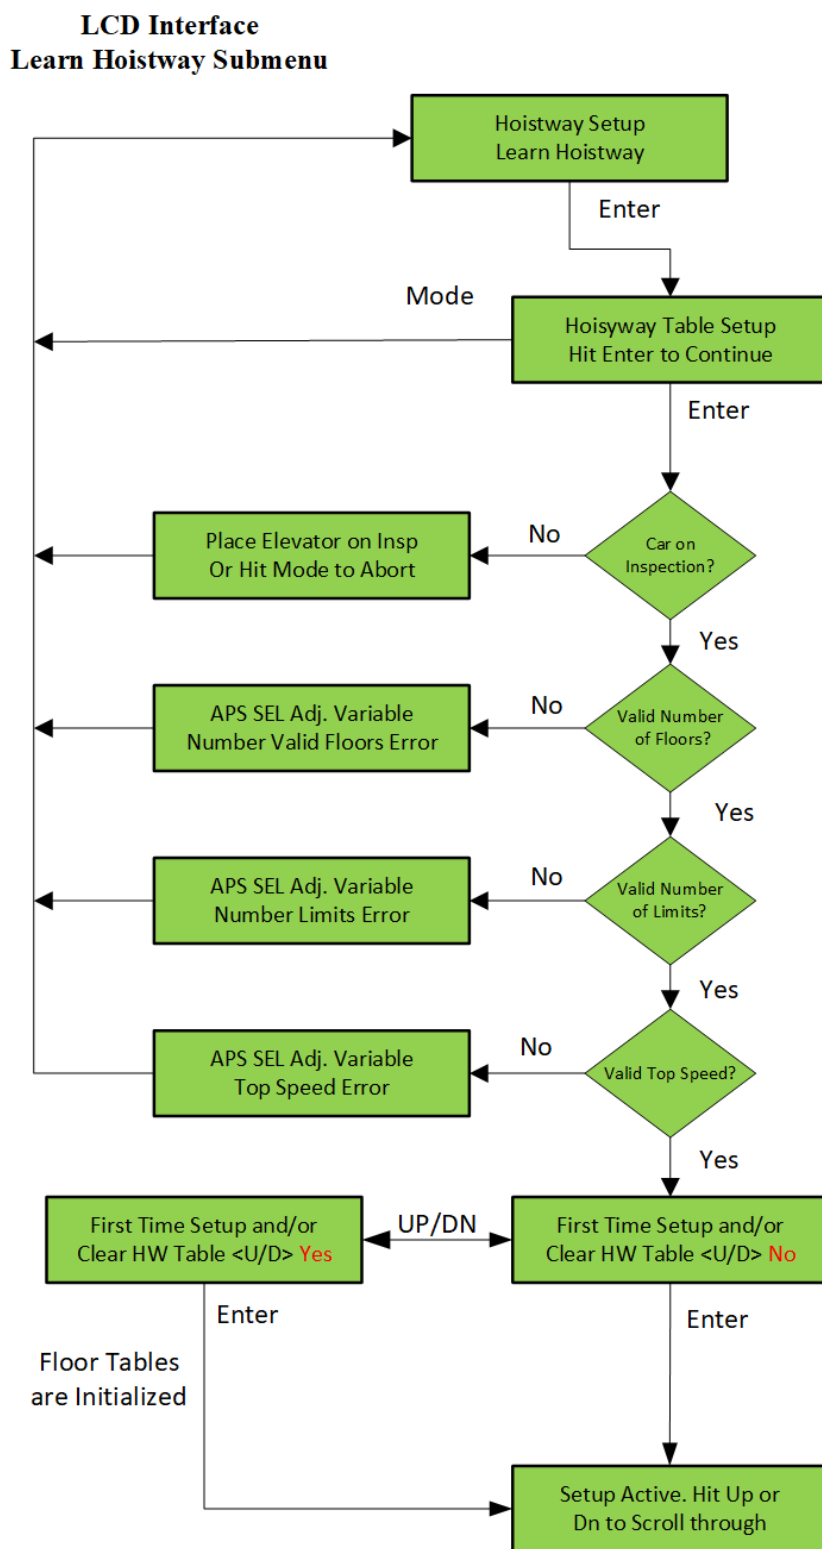 LCD Interface
Learn Hoistway Submenu
Hoistway Setup
Learn Hoistway
Enter
Mode
Hoisyway Table Setup
Hit Enter to Continue
Enter
Place Elevator on Insp
Or Hit Mode to Abort
No
Car on
Inspection?
Yes
APS SEL Adj. Variable
Number Valid Floors Error
No
Valid Number
of Floors?
Yes
APS SEL Adj. Variable
Number Limits Error
No
Valid Number
of Limits?
Yes
APS SEL Adj. Variable
Top Speed Error
No
Valid Top Speed?
Yes
First Time Setup and/or
Clear HW Table <U/D> Yes
UP/DN
First Time Setup and/or
Clear HW Table <U/D> No
Enter
Enter
Floor Tables
are Initialized
Setup Active. Hit Up or
Dn to Scroll through